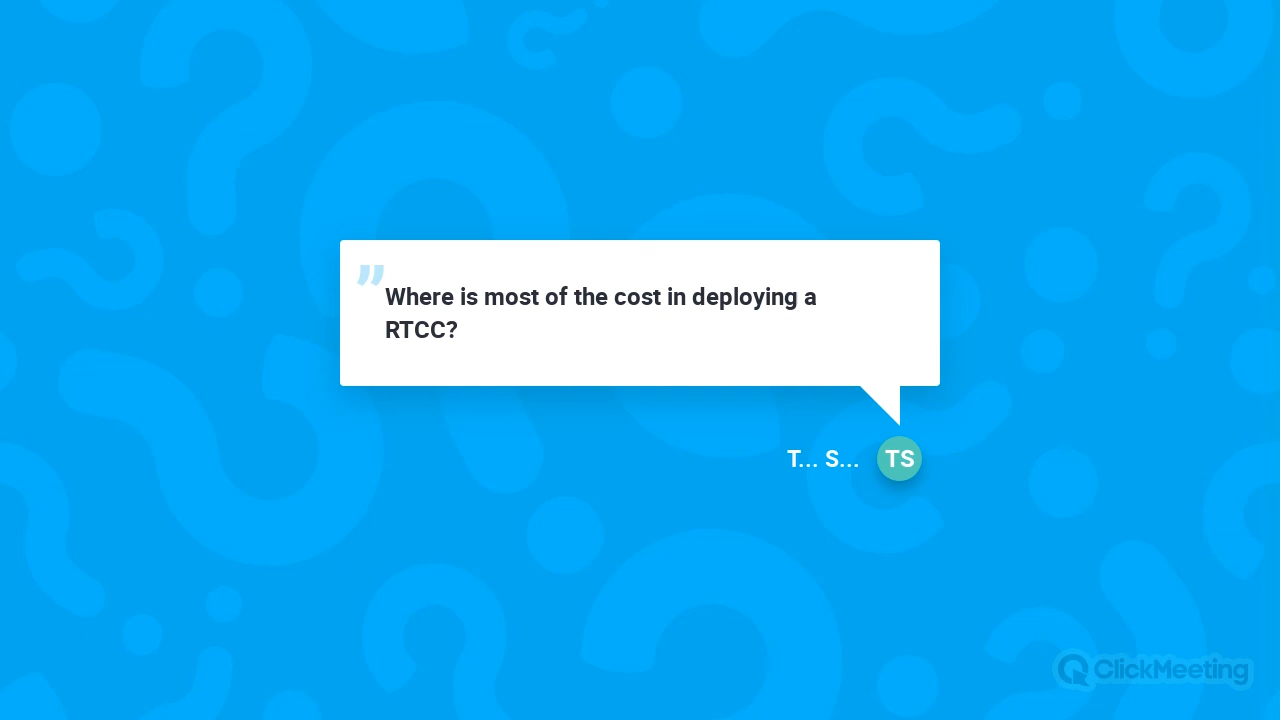 ”
Where is most of the cost in deploying a
RTCC?
T... S... TS
ClickMeeting